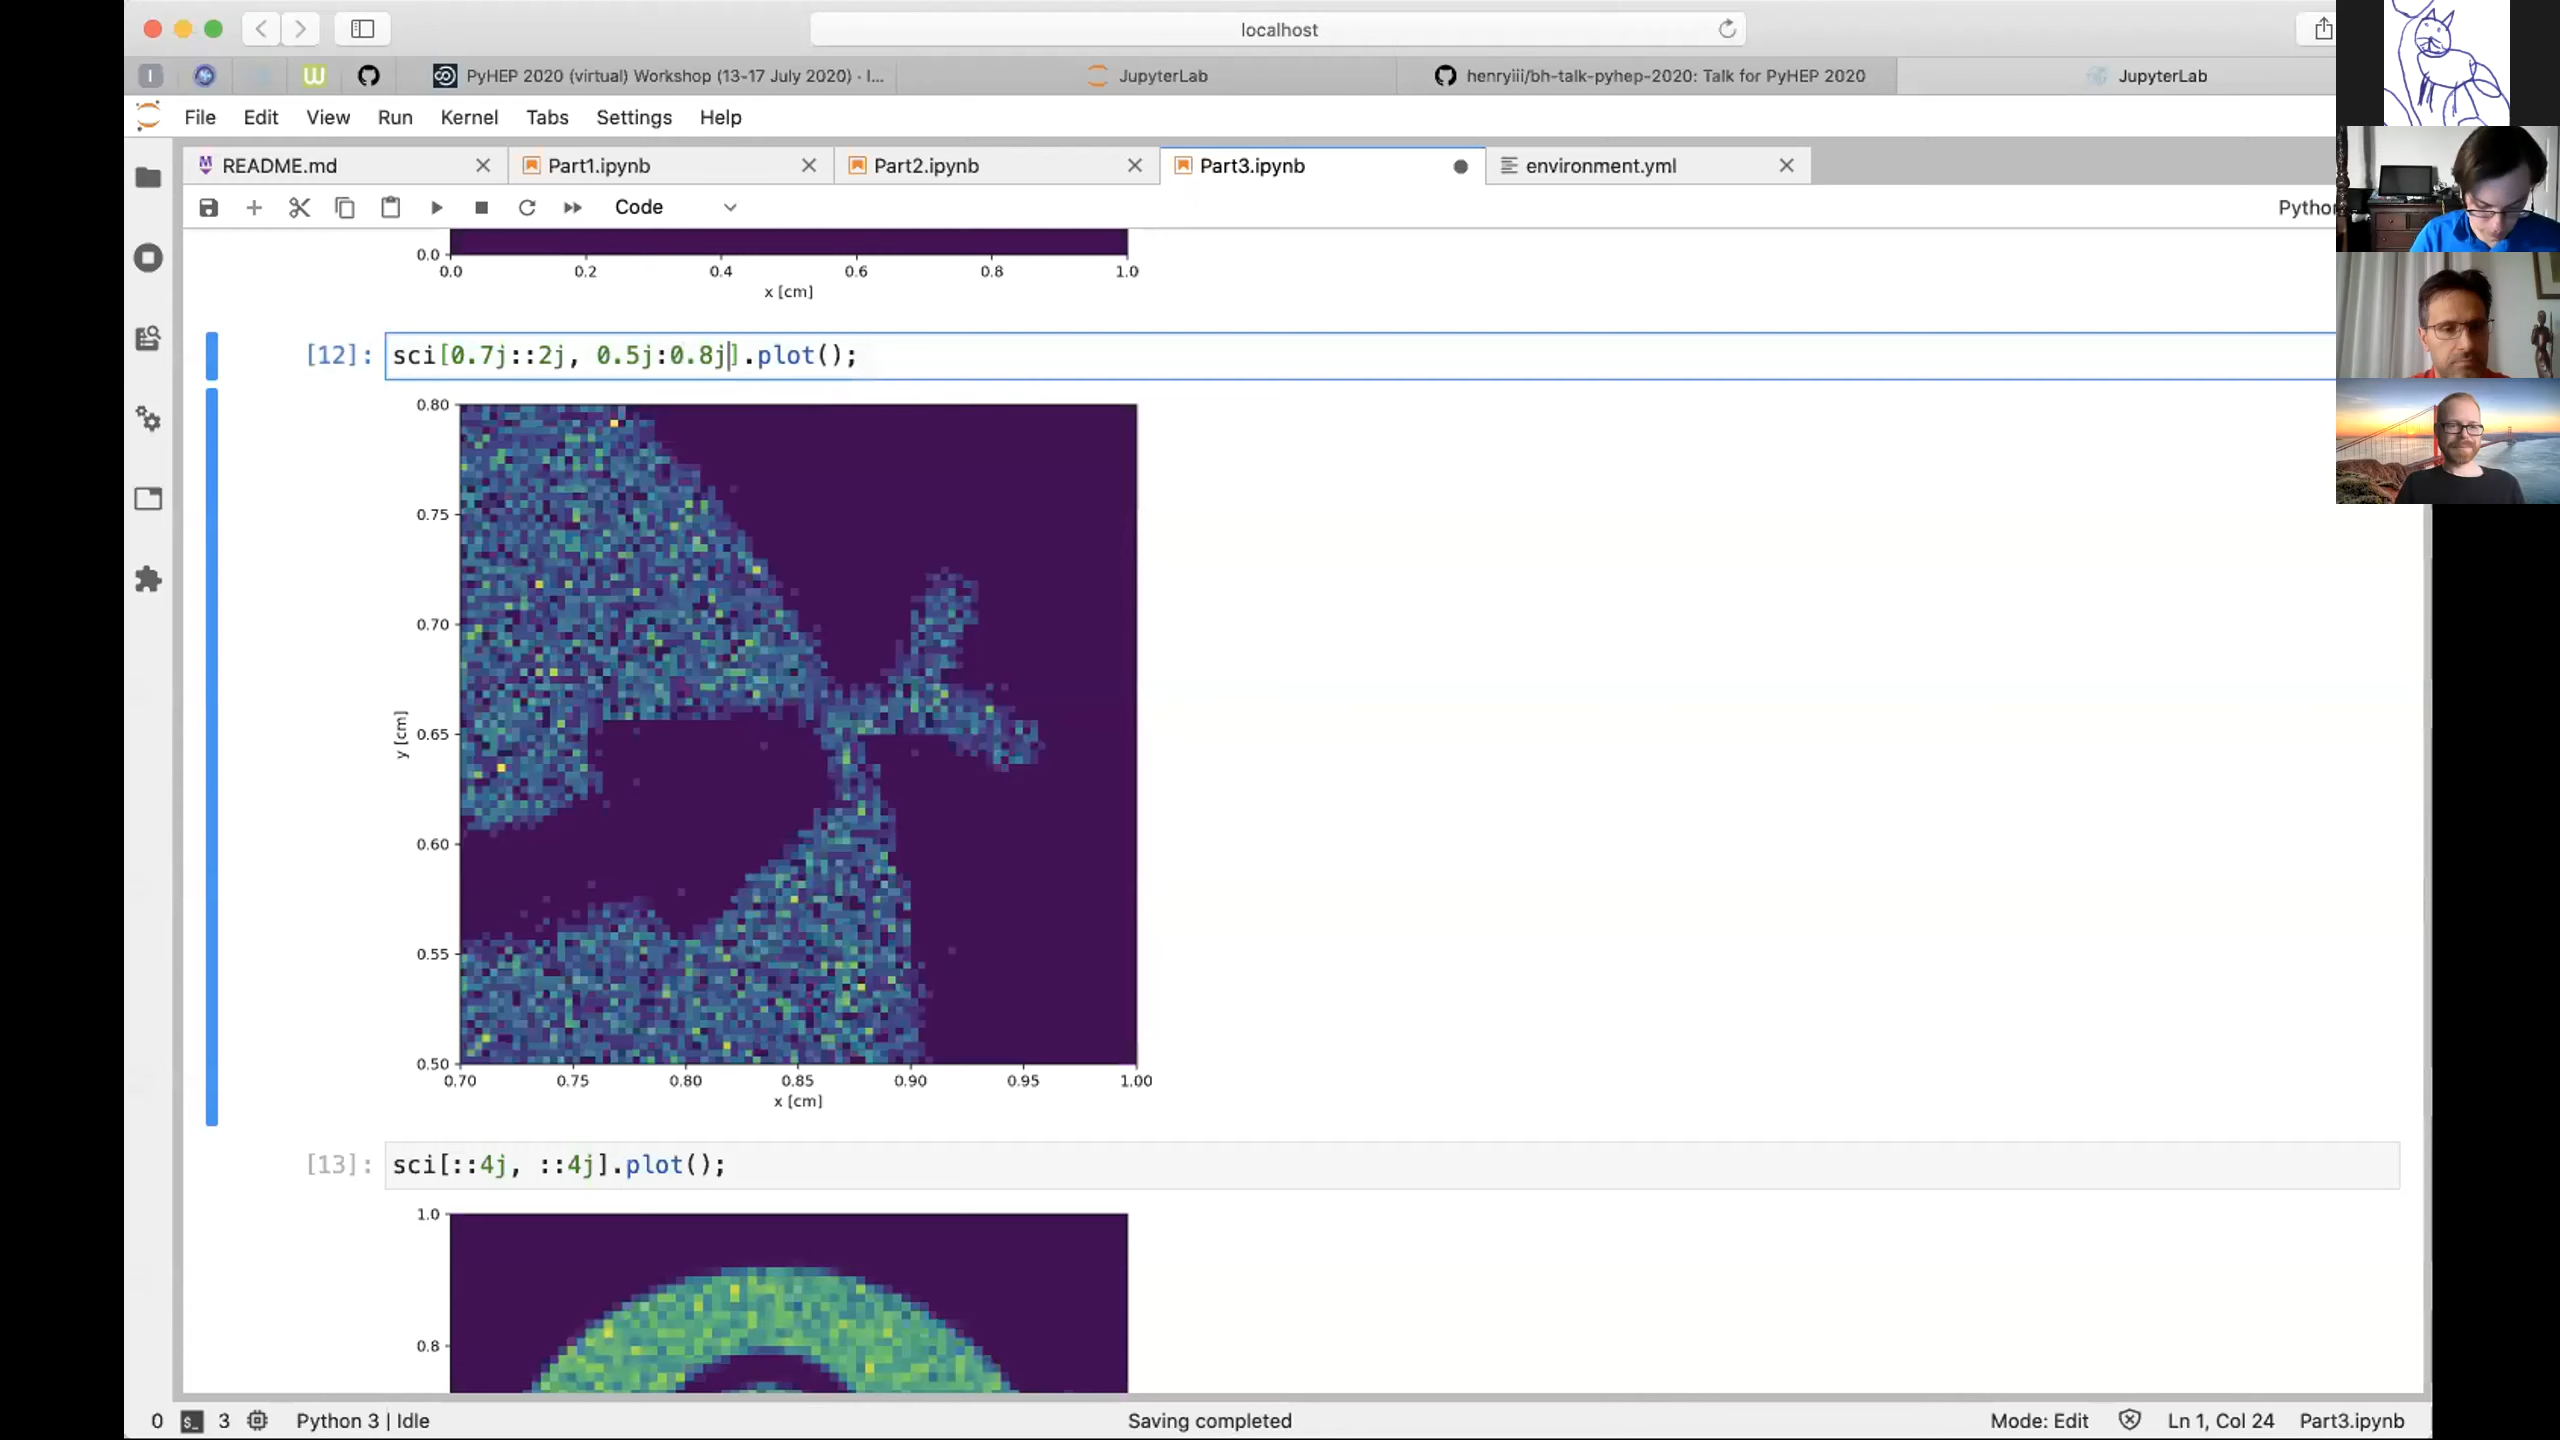 localhost
PyHEP 2020 (virtual) Workshop (13-17 July 2020) · I...
JupyterLab
henryiii/bh-talk-pyhep-2020: Talk for PyHEP 2020
JupyterLab
File Edit View Run Kernel Tabs Settings Help
README.md
Part1.ipynb
Part2.ipynb
Part3.ipynb
environment.yml
Code
Python
0.0
0.0 0.2 0.4 0.6 0.8 1.0
x [cm]
[12]: sci[0.7j::2j, 0.5j:0.8j].plot();
0.80
0.75
0.70
0.65
y [cm]
0.60
0.55
0.50
0.70 0.75 0.80 0.85 0.90 0.95 1.00
x [cm]
[13]: sci[::4j, ::4j].plot();
1.0
0.8
0 $_ 3 Python 3 | Idle Saving completed Mode: Edit Ln 1, Col 24 Part3.ipynb